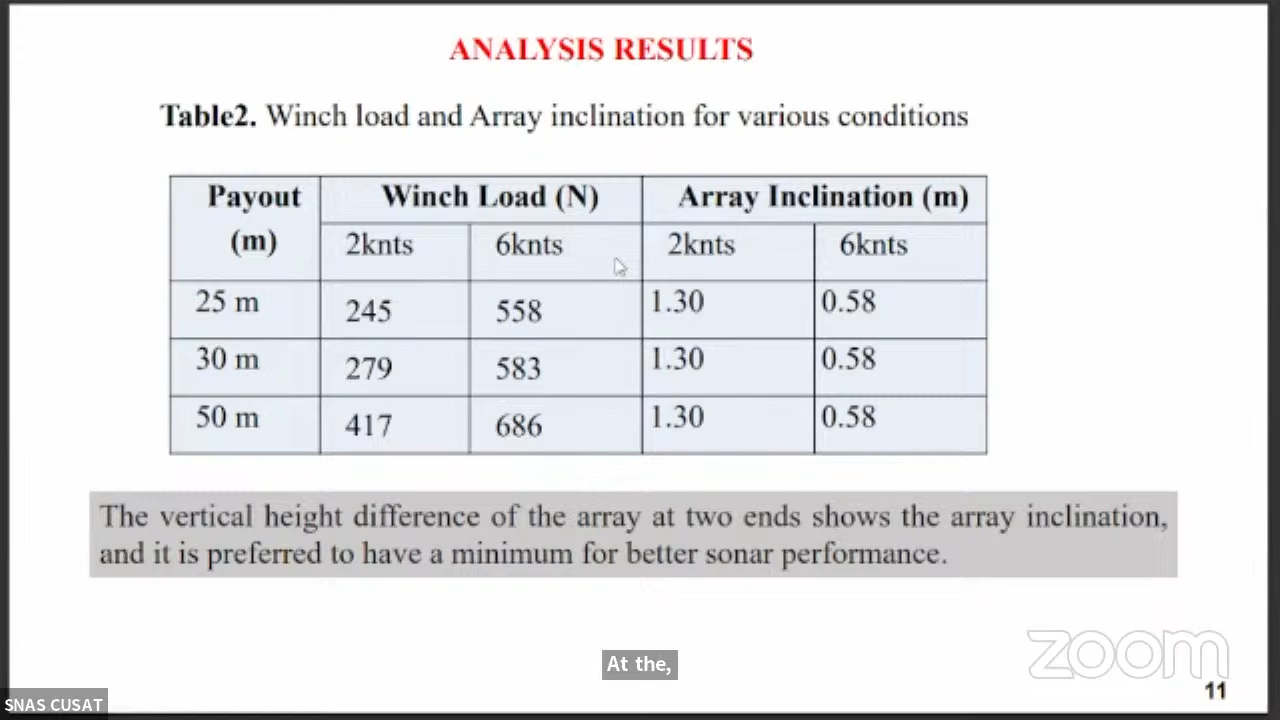 ANALYSIS RESULTS
Table2. Winch load and Array inclination for various conditions
Payout (m) Winch Load (N) Array Inclination (m)
2knts 6knts 2knts 6knts
25 m 245 558 1.30 0.58
30 m 279 583 1.30 0.58
50 m 417 686 1.30 0.58
The vertical height difference of the array at two ends shows the array inclination,
and it is preferred to have a minimum for better sonar performance.
At the,
zoom
11
SNAS CUSAT